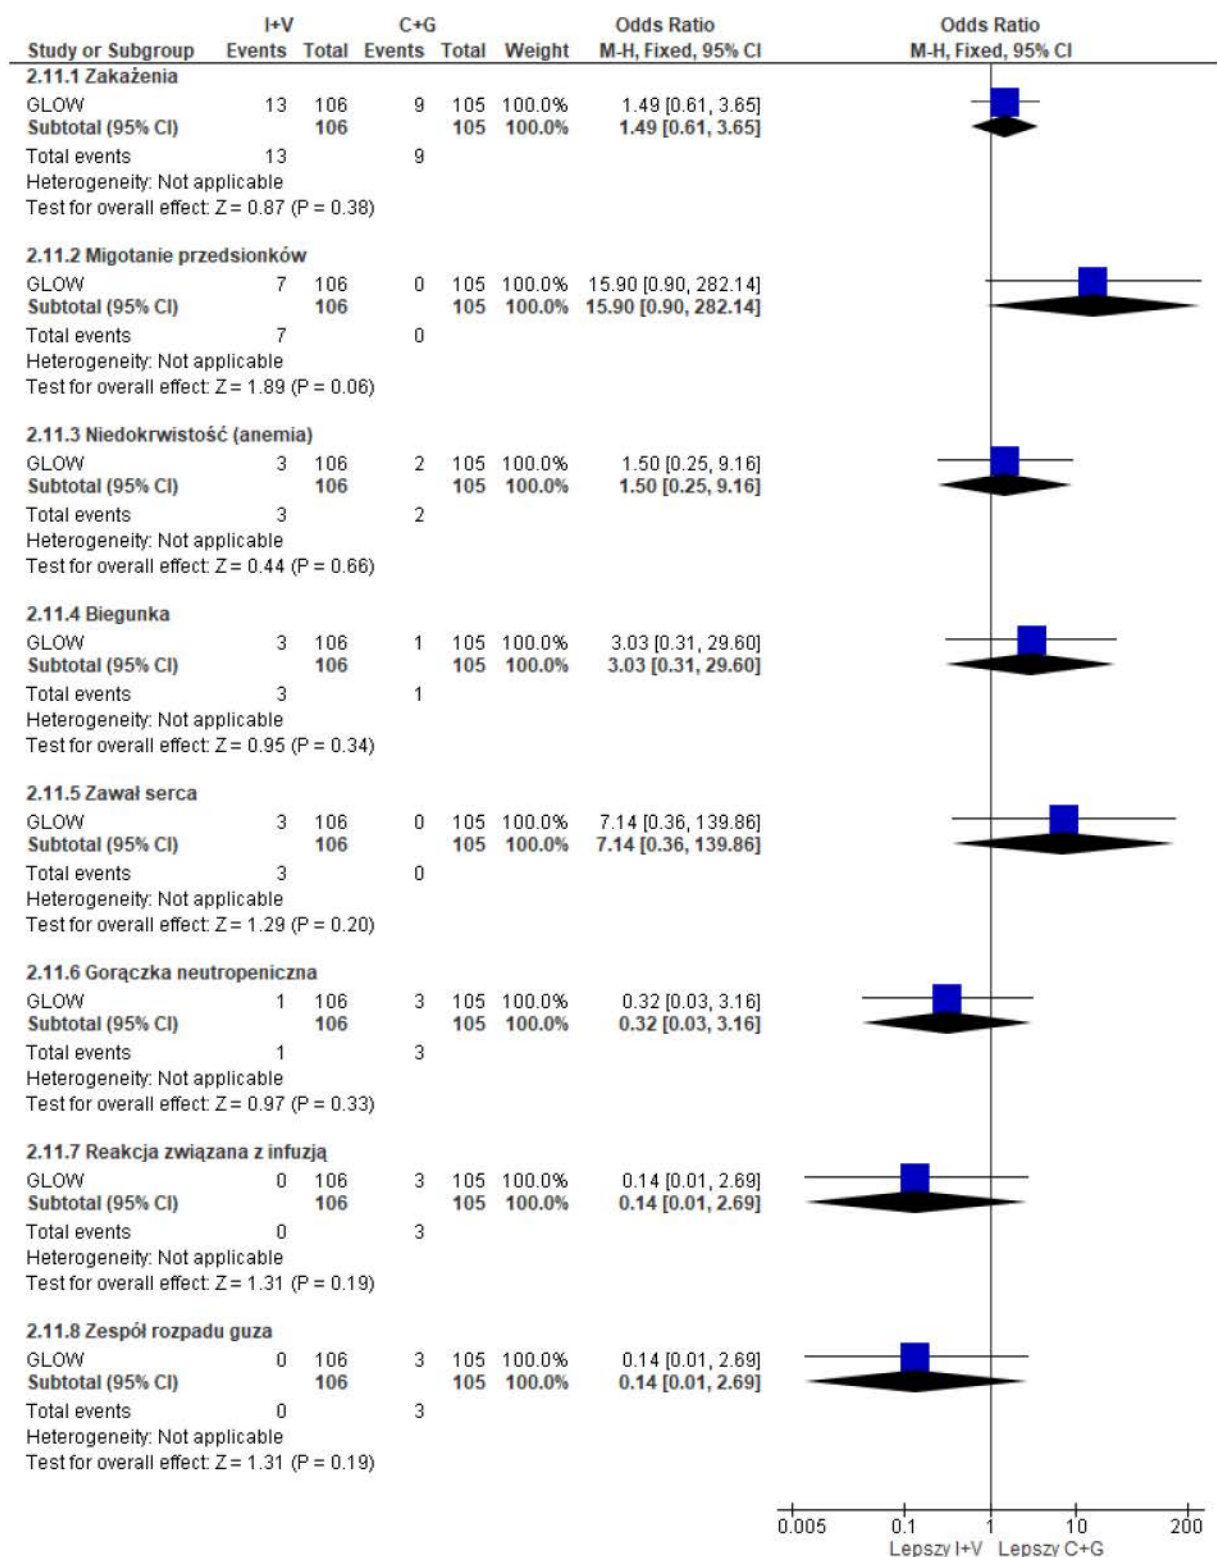 I+V C+G Odds Ratio Odds Ratio
Study or Subgroup Events Total Events Total Weight M-H, Fixed, 95% CI M-H, Fixed, 95% CI
2.11.1 Zakażenia
GLOW 13 106 9 105 100.0% 1.49 [0.61, 3.65]
Subtotal (95% CI) 106 105 100.0% 1.49 [0.61, 3.65]
Total events 13 9
Heterogeneity: Not applicable
Test for overall effect: Z = 0.87 (P = 0.38)
2.11.2 Migotanie przedsionków
GLOW 7 106 0 105 100.0% 15.90 [0.90, 282.14]
Subtotal (95% CI) 106 105 100.0% 15.90 [0.90, 282.14]
Total events 7 0
Heterogeneity: Not applicable
Test for overall effect: Z = 1.89 (P = 0.06)
2.11.3 Niedokrwistość (anemia)
GLOW 3 106 2 105 100.0% 1.50 [0.25, 9.16]
Subtotal (95% CI) 106 105 100.0% 1.50 [0.25, 9.16]
Total events 3 2
Heterogeneity: Not applicable
Test for overall effect: Z = 0.44 (P = 0.66)
2.11.4 Biegunka
GLOW 3 106 1 105 100.0% 3.03 [0.31, 29.60]
Subtotal (95% CI) 106 105 100.0% 3.03 [0.31, 29.60]
Total events 3 1
Heterogeneity: Not applicable
Test for overall effect: Z = 0.95 (P = 0.34)
2.11.5 Zawał serca
GLOW 3 106 0 105 100.0% 7.14 [0.36, 139.86]
Subtotal (95% CI) 106 105 100.0% 7.14 [0.36, 139.86]
Total events 3 0
Heterogeneity: Not applicable
Test for overall effect: Z = 1.29 (P = 0.20)
2.11.6 Gorączka neutropeniczna
GLOW 1 106 3 105 100.0% 0.32 [0.03, 3.16]
Subtotal (95% CI) 106 105 100.0% 0.32 [0.03, 3.16]
Total events 1 3
Heterogeneity: Not applicable
Test for overall effect: Z = 0.97 (P = 0.33)
2.11.7 Reakcja związana z infuzją
GLOW 0 106 3 105 100.0% 0.14 [0.01, 2.69]
Subtotal (95% CI) 106 105 100.0% 0.14 [0.01, 2.69]
Total events 0 3
Heterogeneity: Not applicable
Test for overall effect: Z = 1.31 (P = 0.19)
2.11.8 Zespół rozpadu guza
GLOW 0 106 3 105 100.0% 0.14 [0.01, 2.69]
Subtotal (95% CI) 106 105 100.0% 0.14 [0.01, 2.69]
Total events 0 3
Heterogeneity: Not applicable
Test for overall effect: Z = 1.31 (P = 0.19)
0.005 0.1 1 10 200
Lepszy I+V Lepszy C+G